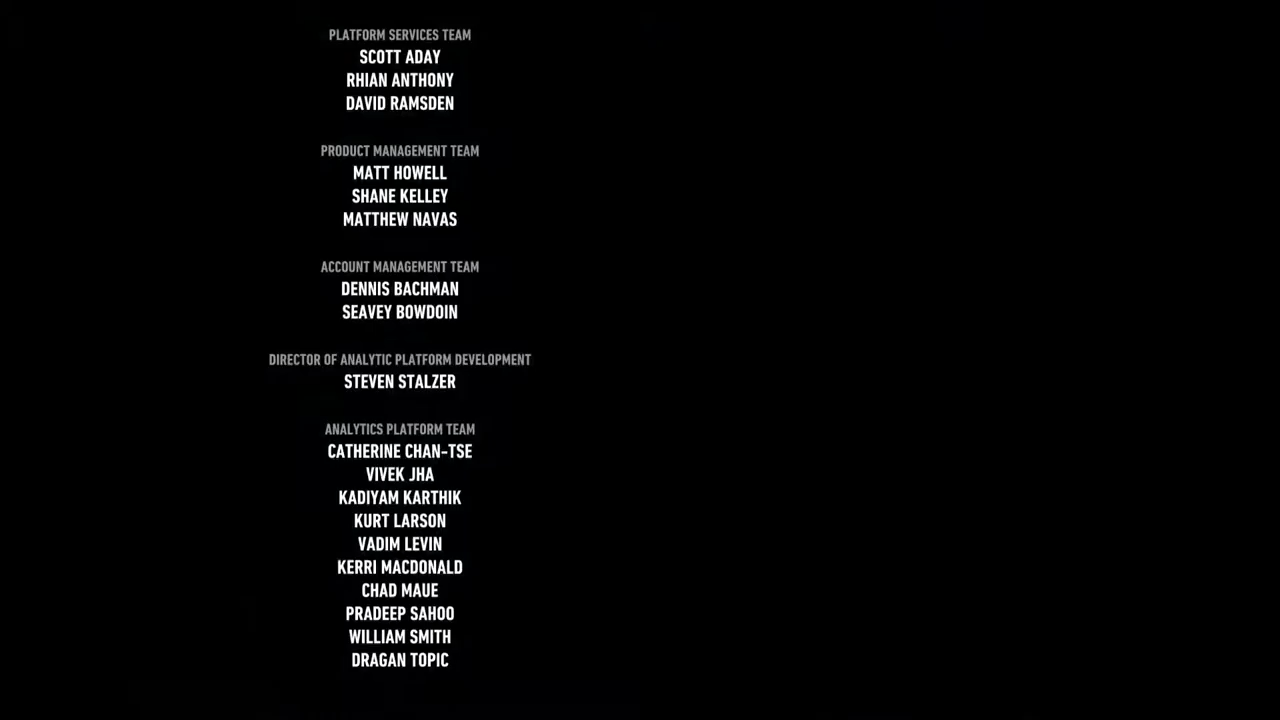 PLATFORM SERVICES TEAM
SCOTT ADAY
RHIAN ANTHONY
DAVID RAMSDEN
PRODUCT MANAGEMENT TEAM
MATT HOWELL
SHANE KELLEY
MATTHEW NAVAS
ACCOUNT MANAGEMENT TEAM
DENNIS BACHMAN
SEAVEY BOWDOIN
DIRECTOR OF ANALYTIC PLATFORM DEVELOPMENT
STEVEN STALZER
ANALYTICS PLATFORM TEAM
CATHERINE CHAN-TSE
VIVEK JHA
KADIYAM KARTHIK
KURT LARSON
VADIM LEVIN
KERRI MACDONALD
CHAD MAUE
PRADEEP SAHOO
WILLIAM SMITH
DRAGAN TOPIC